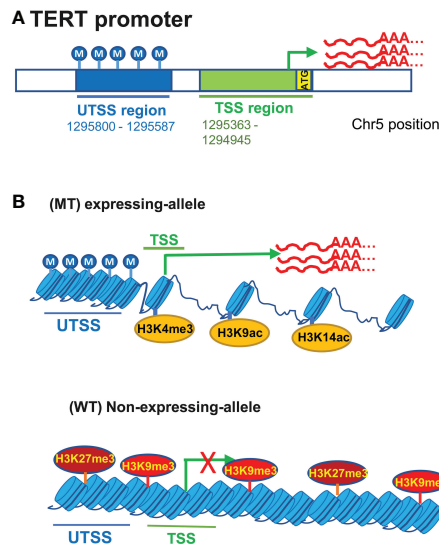 A TERT promoter
M M M M M
AAA...
AAA...
AAA...
ATG
UTSS region
1295800 - 1295587
TSS region
1295363 -
1294945
Chr5 position
B
(MT) expressing-allele
TSS
M M M M M
AAA...
AAA...
AAA...
H3K4me3
H3K9ac
H3K14ac
UTSS
(WT) Non-expressing-allele
H3K27me3
H3K9me3
X
H3K9me3
H3K27me3
H3K9me
UTSS
TSS